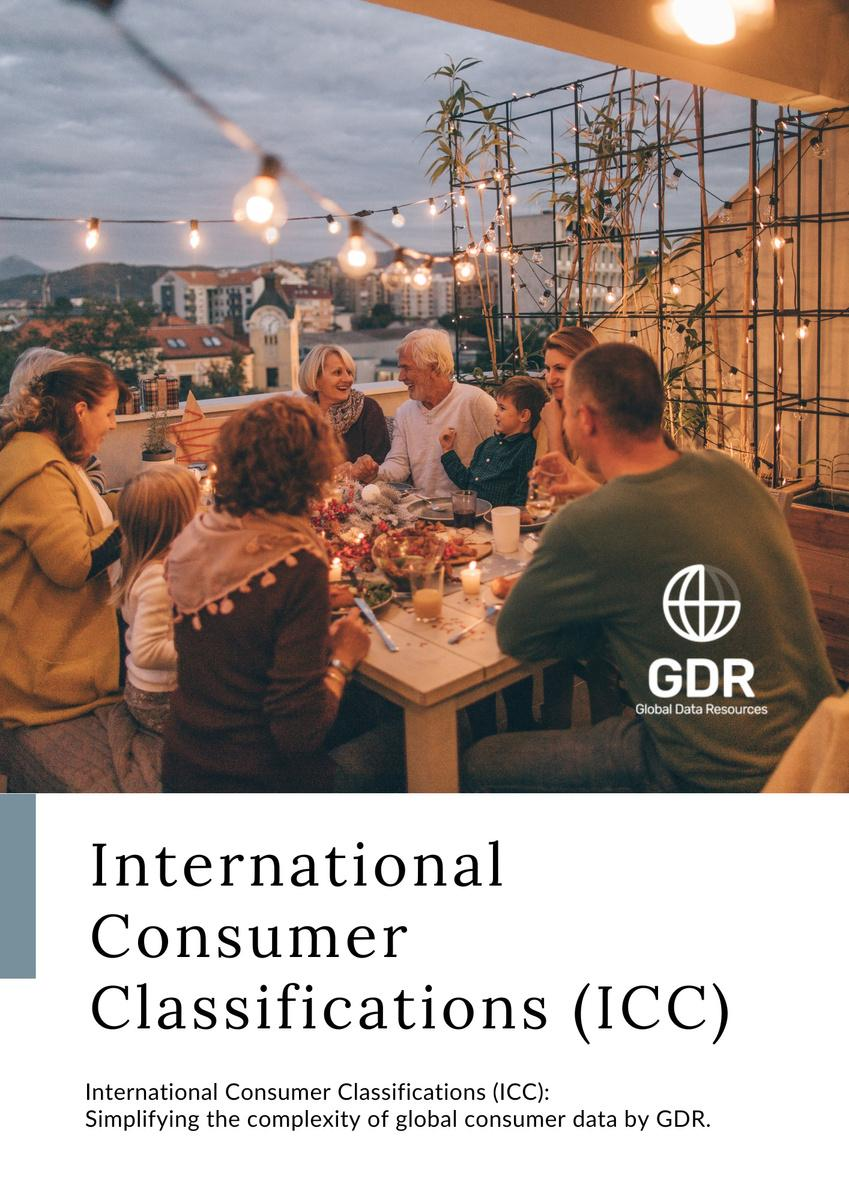 GDR
Global Data Resources
International
Consumer
Classifications (ICC)
International Consumer Classifications (ICC):
Simplifying the complexity of global consumer data by GDR.